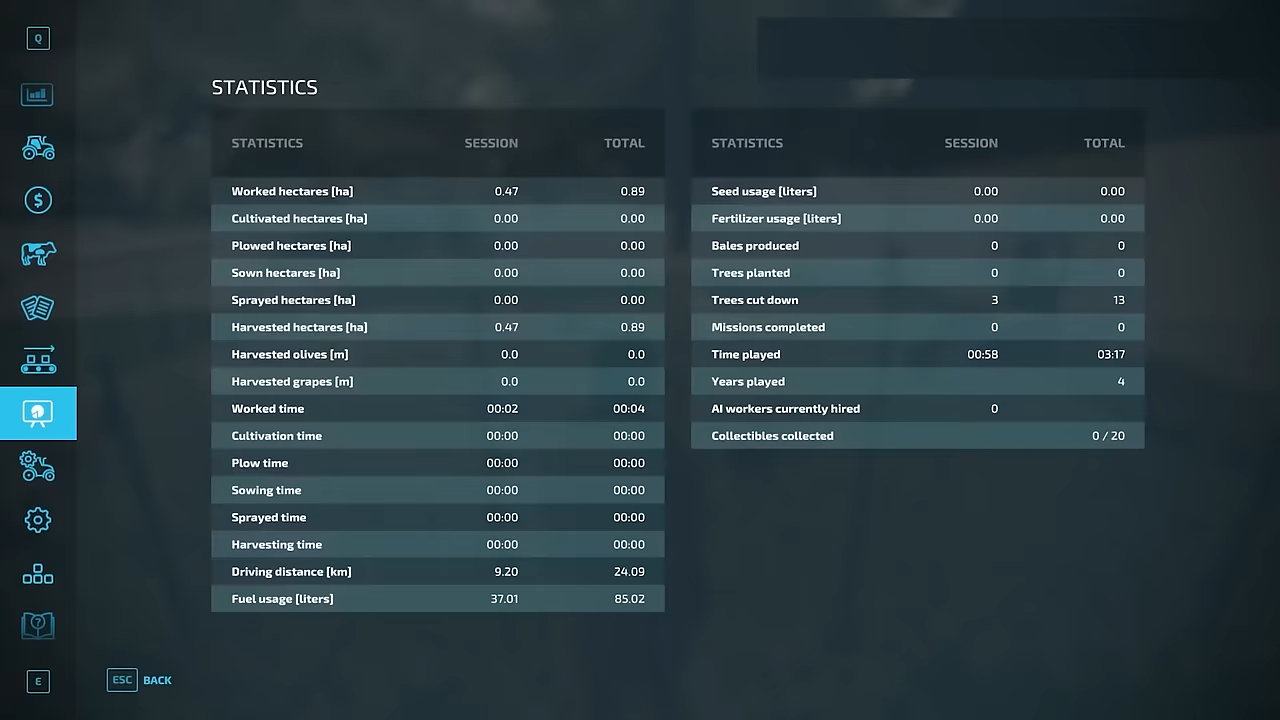 Q
STATISTICS
STATISTICS SESSION TOTAL
Worked hectares [ha] 0.47 0.89
Cultivated hectares [ha] 0.00 0.00
Plowed hectares [ha] 0.00 0.00
Sown hectares [ha] 0.00 0.00
Sprayed hectares [ha] 0.00 0.00
Harvested hectares [ha] 0.47 0.89
Harvested olives [m] 0.0 0.0
Harvested grapes [m] 0.0 0.0
Worked time 00:02 00:04
Cultivation time 00:00 00:00
Plow time 00:00 00:00
Sowing time 00:00 00:00
Sprayed time 00:00 00:00
Harvesting time 00:00 00:00
Driving distance [km] 9.20 24.09
Fuel usage [liters] 37.01 85.02
STATISTICS SESSION TOTAL
Seed usage [liters] 0.00 0.00
Fertilizer usage [liters] 0.00 0.00
Bales produced 0 0
Trees planted 0 0
Trees cut down 3 13
Missions completed 0 0
Time played 00:58 03:17
Years played 4
AI workers currently hired 0
Collectibles collected 0 / 20
E
ESC BACK